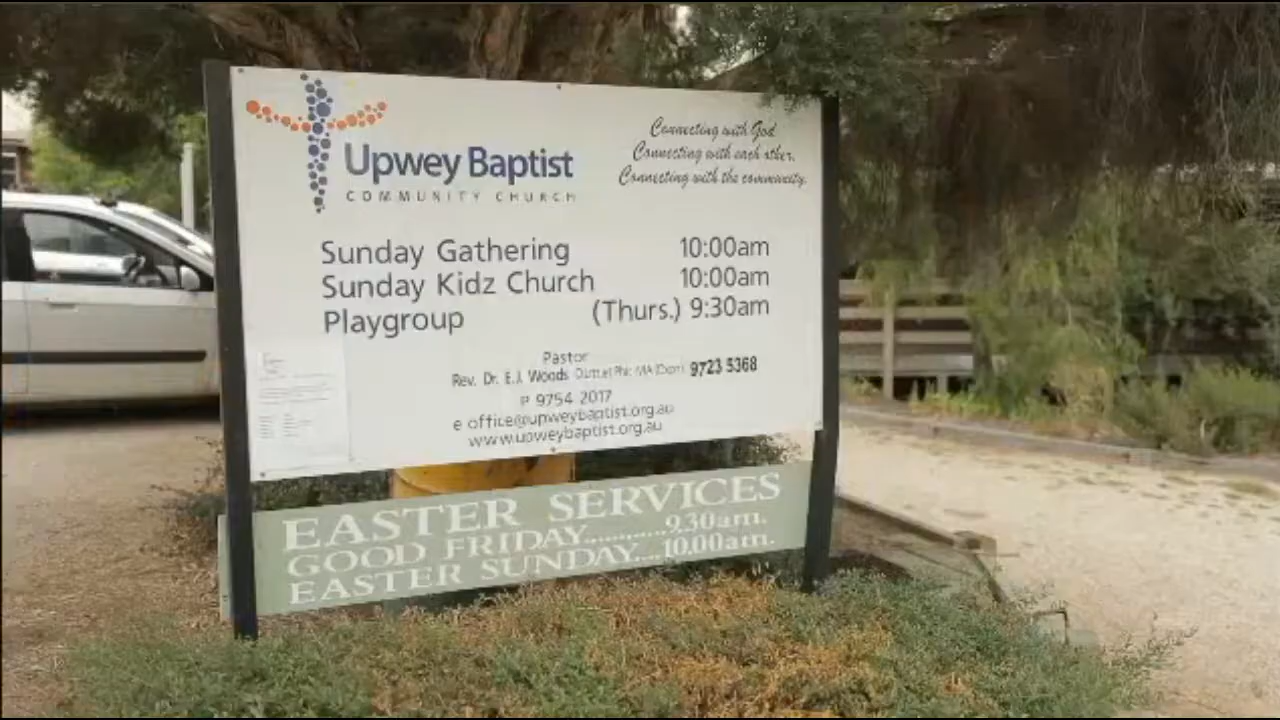 Upwey Baptist
COMMUNITY CHURCH
Connecting with God
Connecting with each other.
Connecting with the community.
Sunday Gathering 10:00am
Sunday Kidz Church 10:00am
Playgroup (Thurs.) 9:30am
Pastor
Rev. Dr. E.J. Woods 9723 5368
P 9754 2017
e office@upweybaptist.org.au
www.upweybaptist.org.au
EASTER SERVICES
GOOD FRIDAY............9.30am.
EASTER SUNDAY....10.00am.